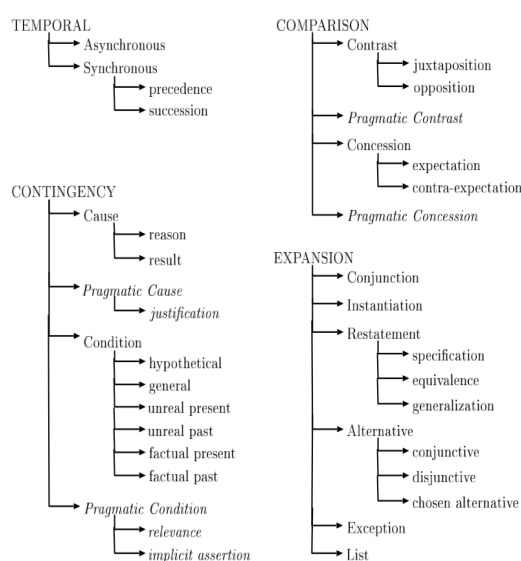 TEMPORAL
Asynchronous
Synchronous
precedence
succession
CONTINGENCY
Cause
reason
result
Pragmatic Cause
justification
Condition
hypothetical
general
unreal present
unreal past
factual present
factual past
Pragmatic Condition
relevance
implicit assertion
COMPARISON
Contrast
juxtaposition
opposition
Pragmatic Contrast
Concession
expectation
contra-expectation
Pragmatic Concession
EXPANSION
Conjunction
Instantiation
Restatement
specification
equivalence
generalization
Alternative
conjunctive
disjunctive
chosen alternative
Exception
List